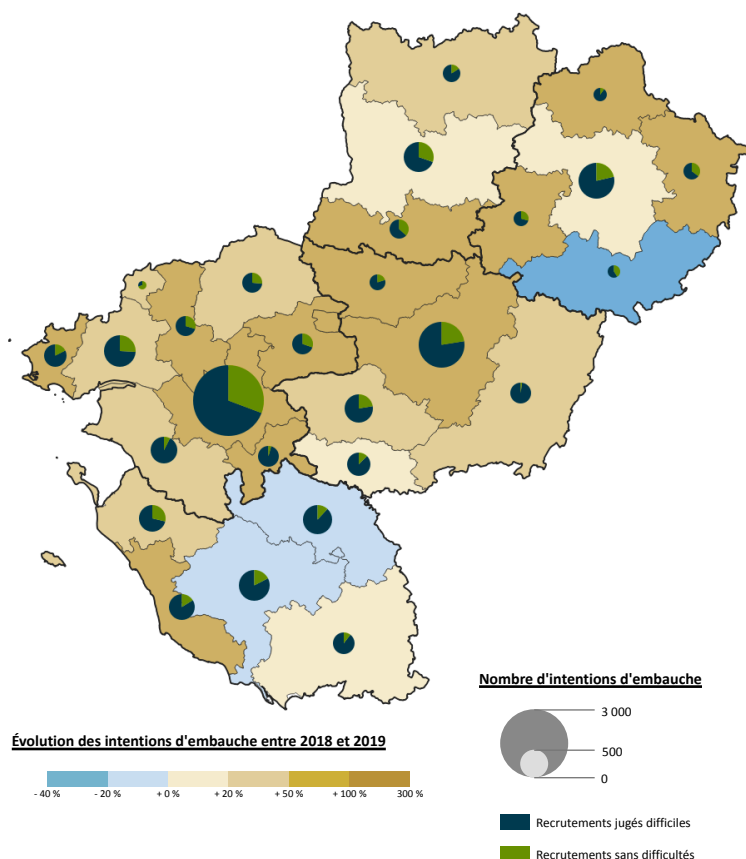 Nombre d'intentions d'embauche
3 000
500
0
Évolution des intentions d'embauche entre 2018 et 2019
- 40 % - 20 % + 0 % + 20 % + 50 % + 100 % 300 %
Recrutements jugés difficiles
Recrutements sans difficultés